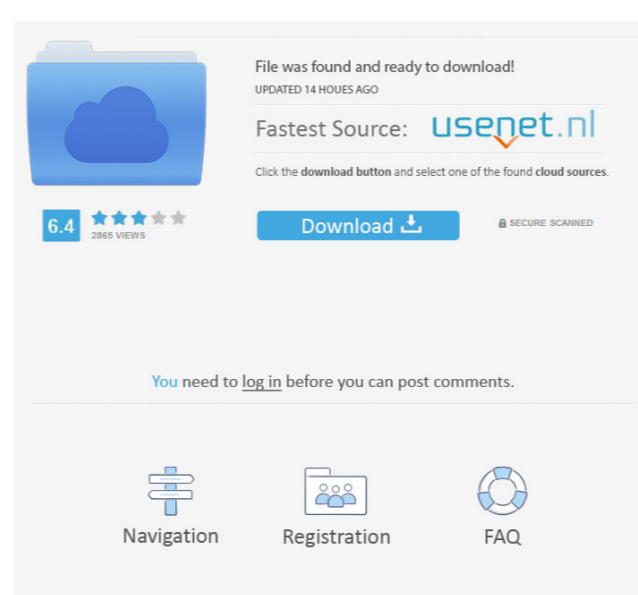 File was found and ready to download!
UPDATED 14 HOUES AGO
Fastest Source: usenet.nl
Click the download button and select one of the found cloud sources.
6.4
2865 VIEWS
Download
SECURE SCANNED
You need to log in before you can post comments.
Navigation
Registration
FAQ